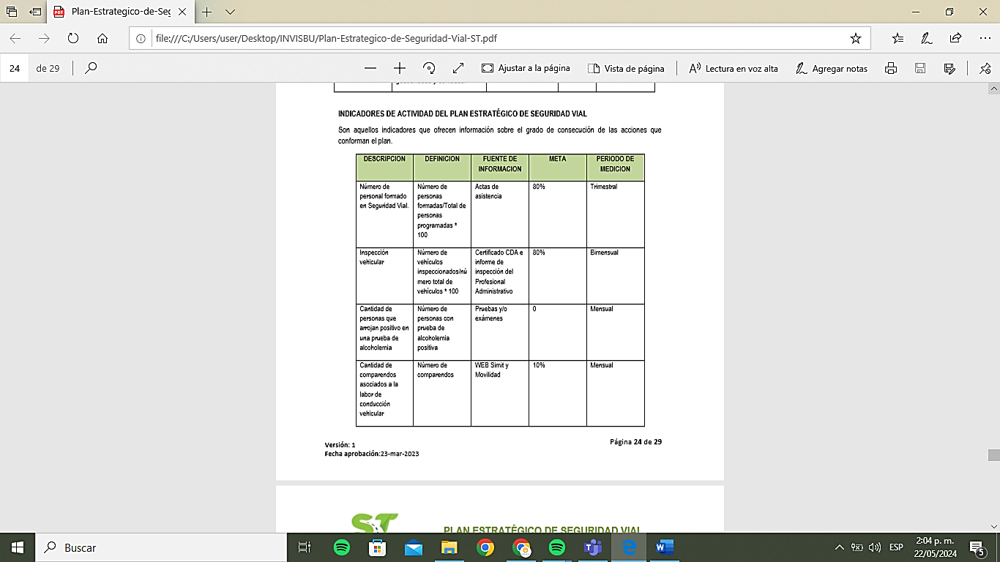 Plan-Estrategico-de-Seg
file:///C:/Users/user/Desktop/INVISBU/Plan-Estrategico-de-Seguridad-Vial-ST.pdf
24 de 29
Ajustar a la página
Vista de página
Lectura en voz alta
Agregar notas
INDICADORES DE ACTIVIDAD DEL PLAN ESTRATÉGICO DE SEGURIDAD VIAL
Son aquellos indicadores que ofrecen información sobre el grado de consecución de las acciones que
conforman el plan.
DESCRIPCION
DEFINICION
FUENTE DE
INFORMACION
META
PERIODO DE
MEDICION
Número de
personal formado
en Seguridad Vial.
Número de
personas
formadas/Total de
personas
programadas *
100
Actas de
asistencia
80%
Trimestral
Inspección
vehicular
Número de
vehículos
inspeccionados/nú
mero total de
vehículos * 100
Certificado CDA e
informe de
inspección del
Profesional
Administrativo
80%
Bimensual
Cantidad de
personas que
arrojan positivo en
una prueba de
alcoholemia
Número de
personas con
prueba de
alcoholemia
positiva
Pruebas y/o
exámenes
0
Mensual
Cantidad de
comparendos
asociados a la
labor de
conducción
vehicular
Número de
comparendos
WEB Simit y
Movilidad
10%
Mensual
Versión: 1
Fecha aprobación:23-mar-2023
Página 24 de 29
ST
PLAN ESTRATÉGICO DE SEGURIDAD VIAL
Buscar
ESP
2:04 p. m.
22/05/2024
5